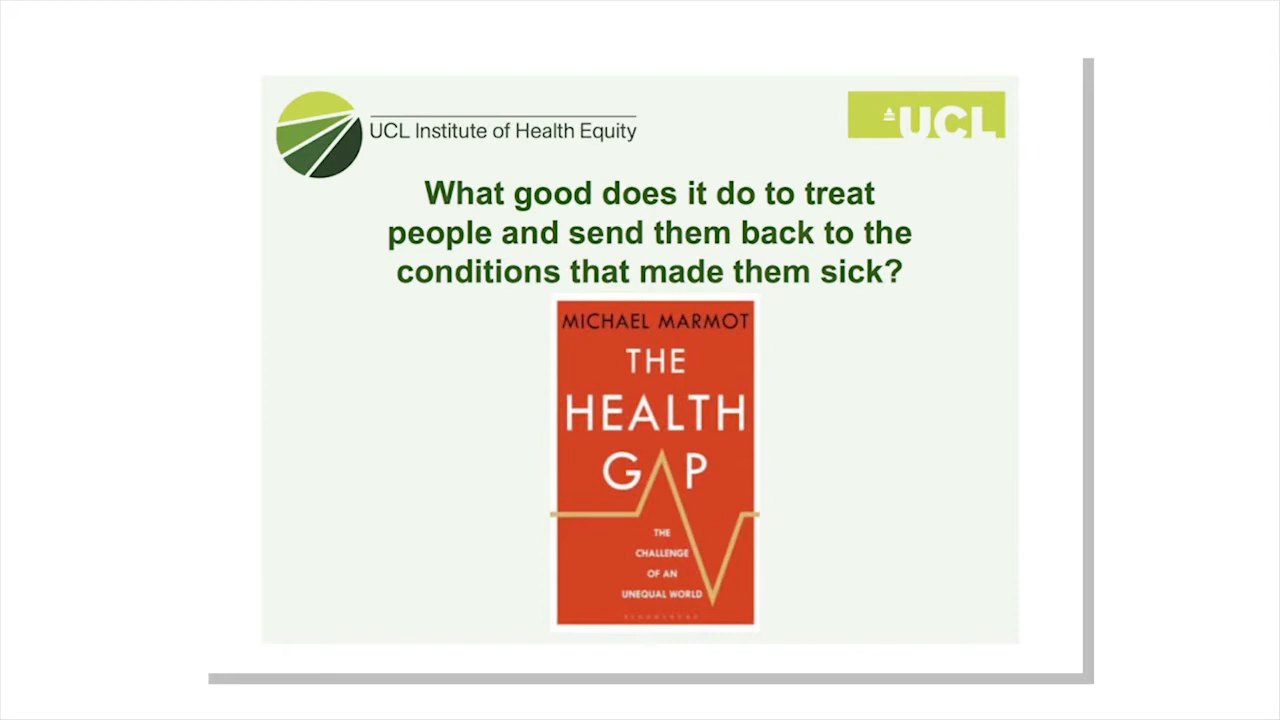 UCL Institute of Health Equity
UCL
What good does it do to treat
people and send them back to the
conditions that made them sick?
MICHAEL MARMOT
THE
HEALTH
GAP
THE
CHALLENGE
OF AN
UNEQUAL WORLD
BLOOMSBURY